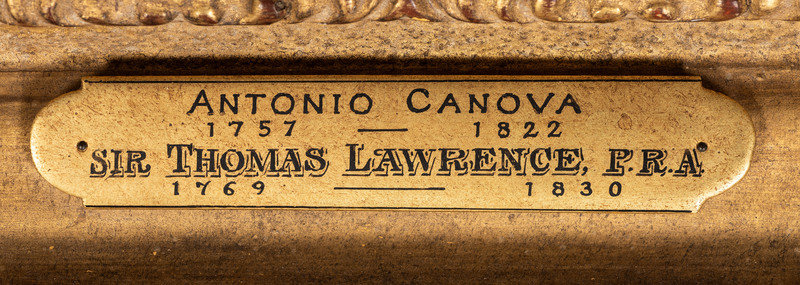 ANTONIO CANOVA
1757 — 1822
SIR THOMAS LAWRENCE, P.R.A.
1769 — 1830